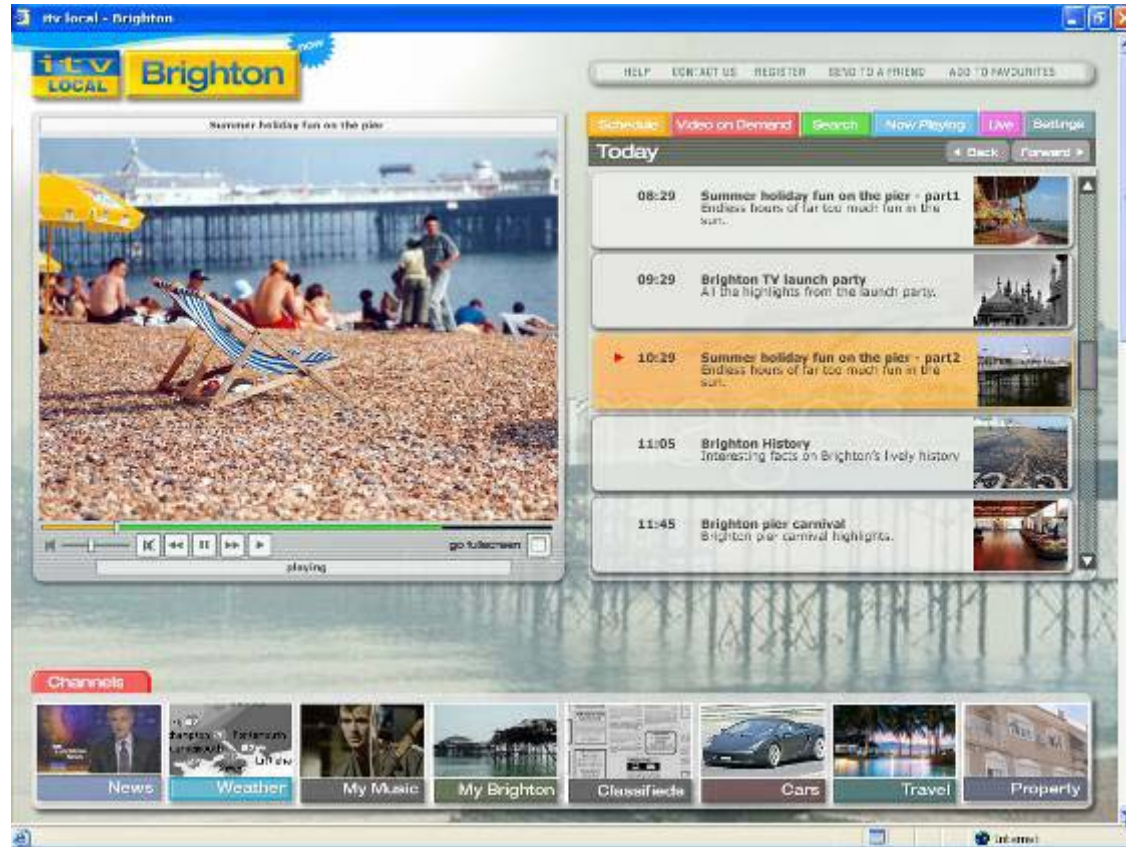 itv local - Brighton
itv
LOCAL
Brighton
now
HELP CONTACT US REGISTER SEND TO A FRIEND ADD TO FAVOURITES
Summer holiday fun on the pier
Schedule Video on Demand Search Now Playing Live Settings
Today
Back Forward
08:29 Summer holiday fun on the pier - part1
Endless hours of far too much fun in the
sun.
09:29 Brighton TV launch party
All the highlights from the launch party.
10:29 Summer holiday fun on the pier - part2
Endless hours of far too much fun in the
sun.
11:05 Brighton History
Interesting facts on Brighton's lively history
11:45 Brighton pier carnival
Brighton pier carnival highlights.
go fullscreen
playing
images
Channels
Portsmouth
News Weather My Music My Brighton Classifieds Cars Travel Property
Internet